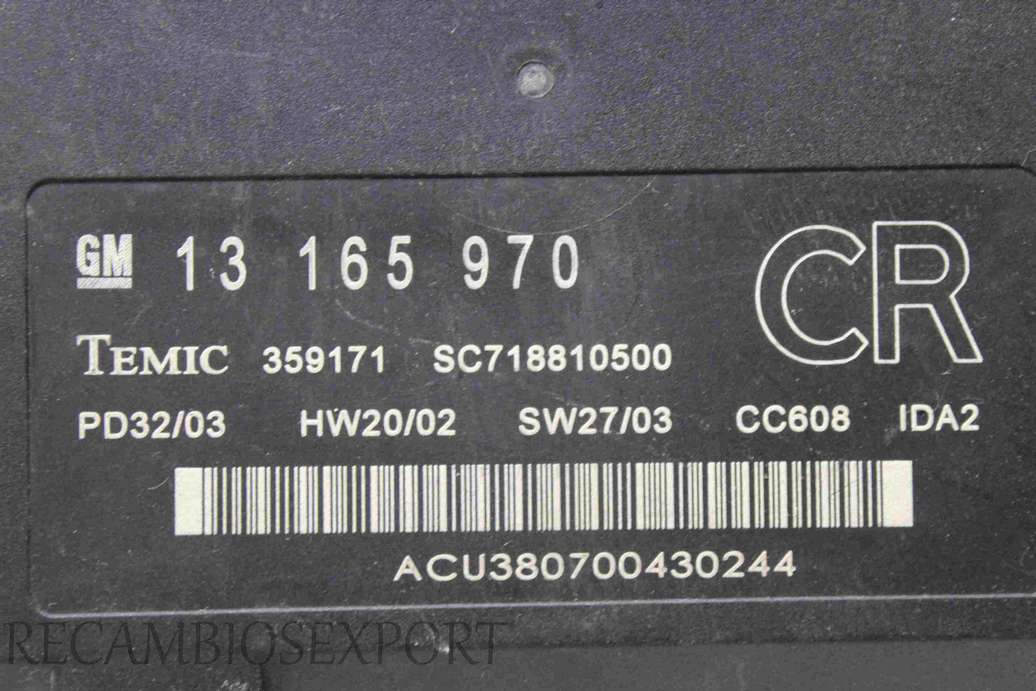 GM 13 165 970 CR
TEMIC 359171 SC718810500
PD32/03 HW20/02 SW27/03 CC608 IDA2
ACU380700430244
RECAMBIOSEXPORT